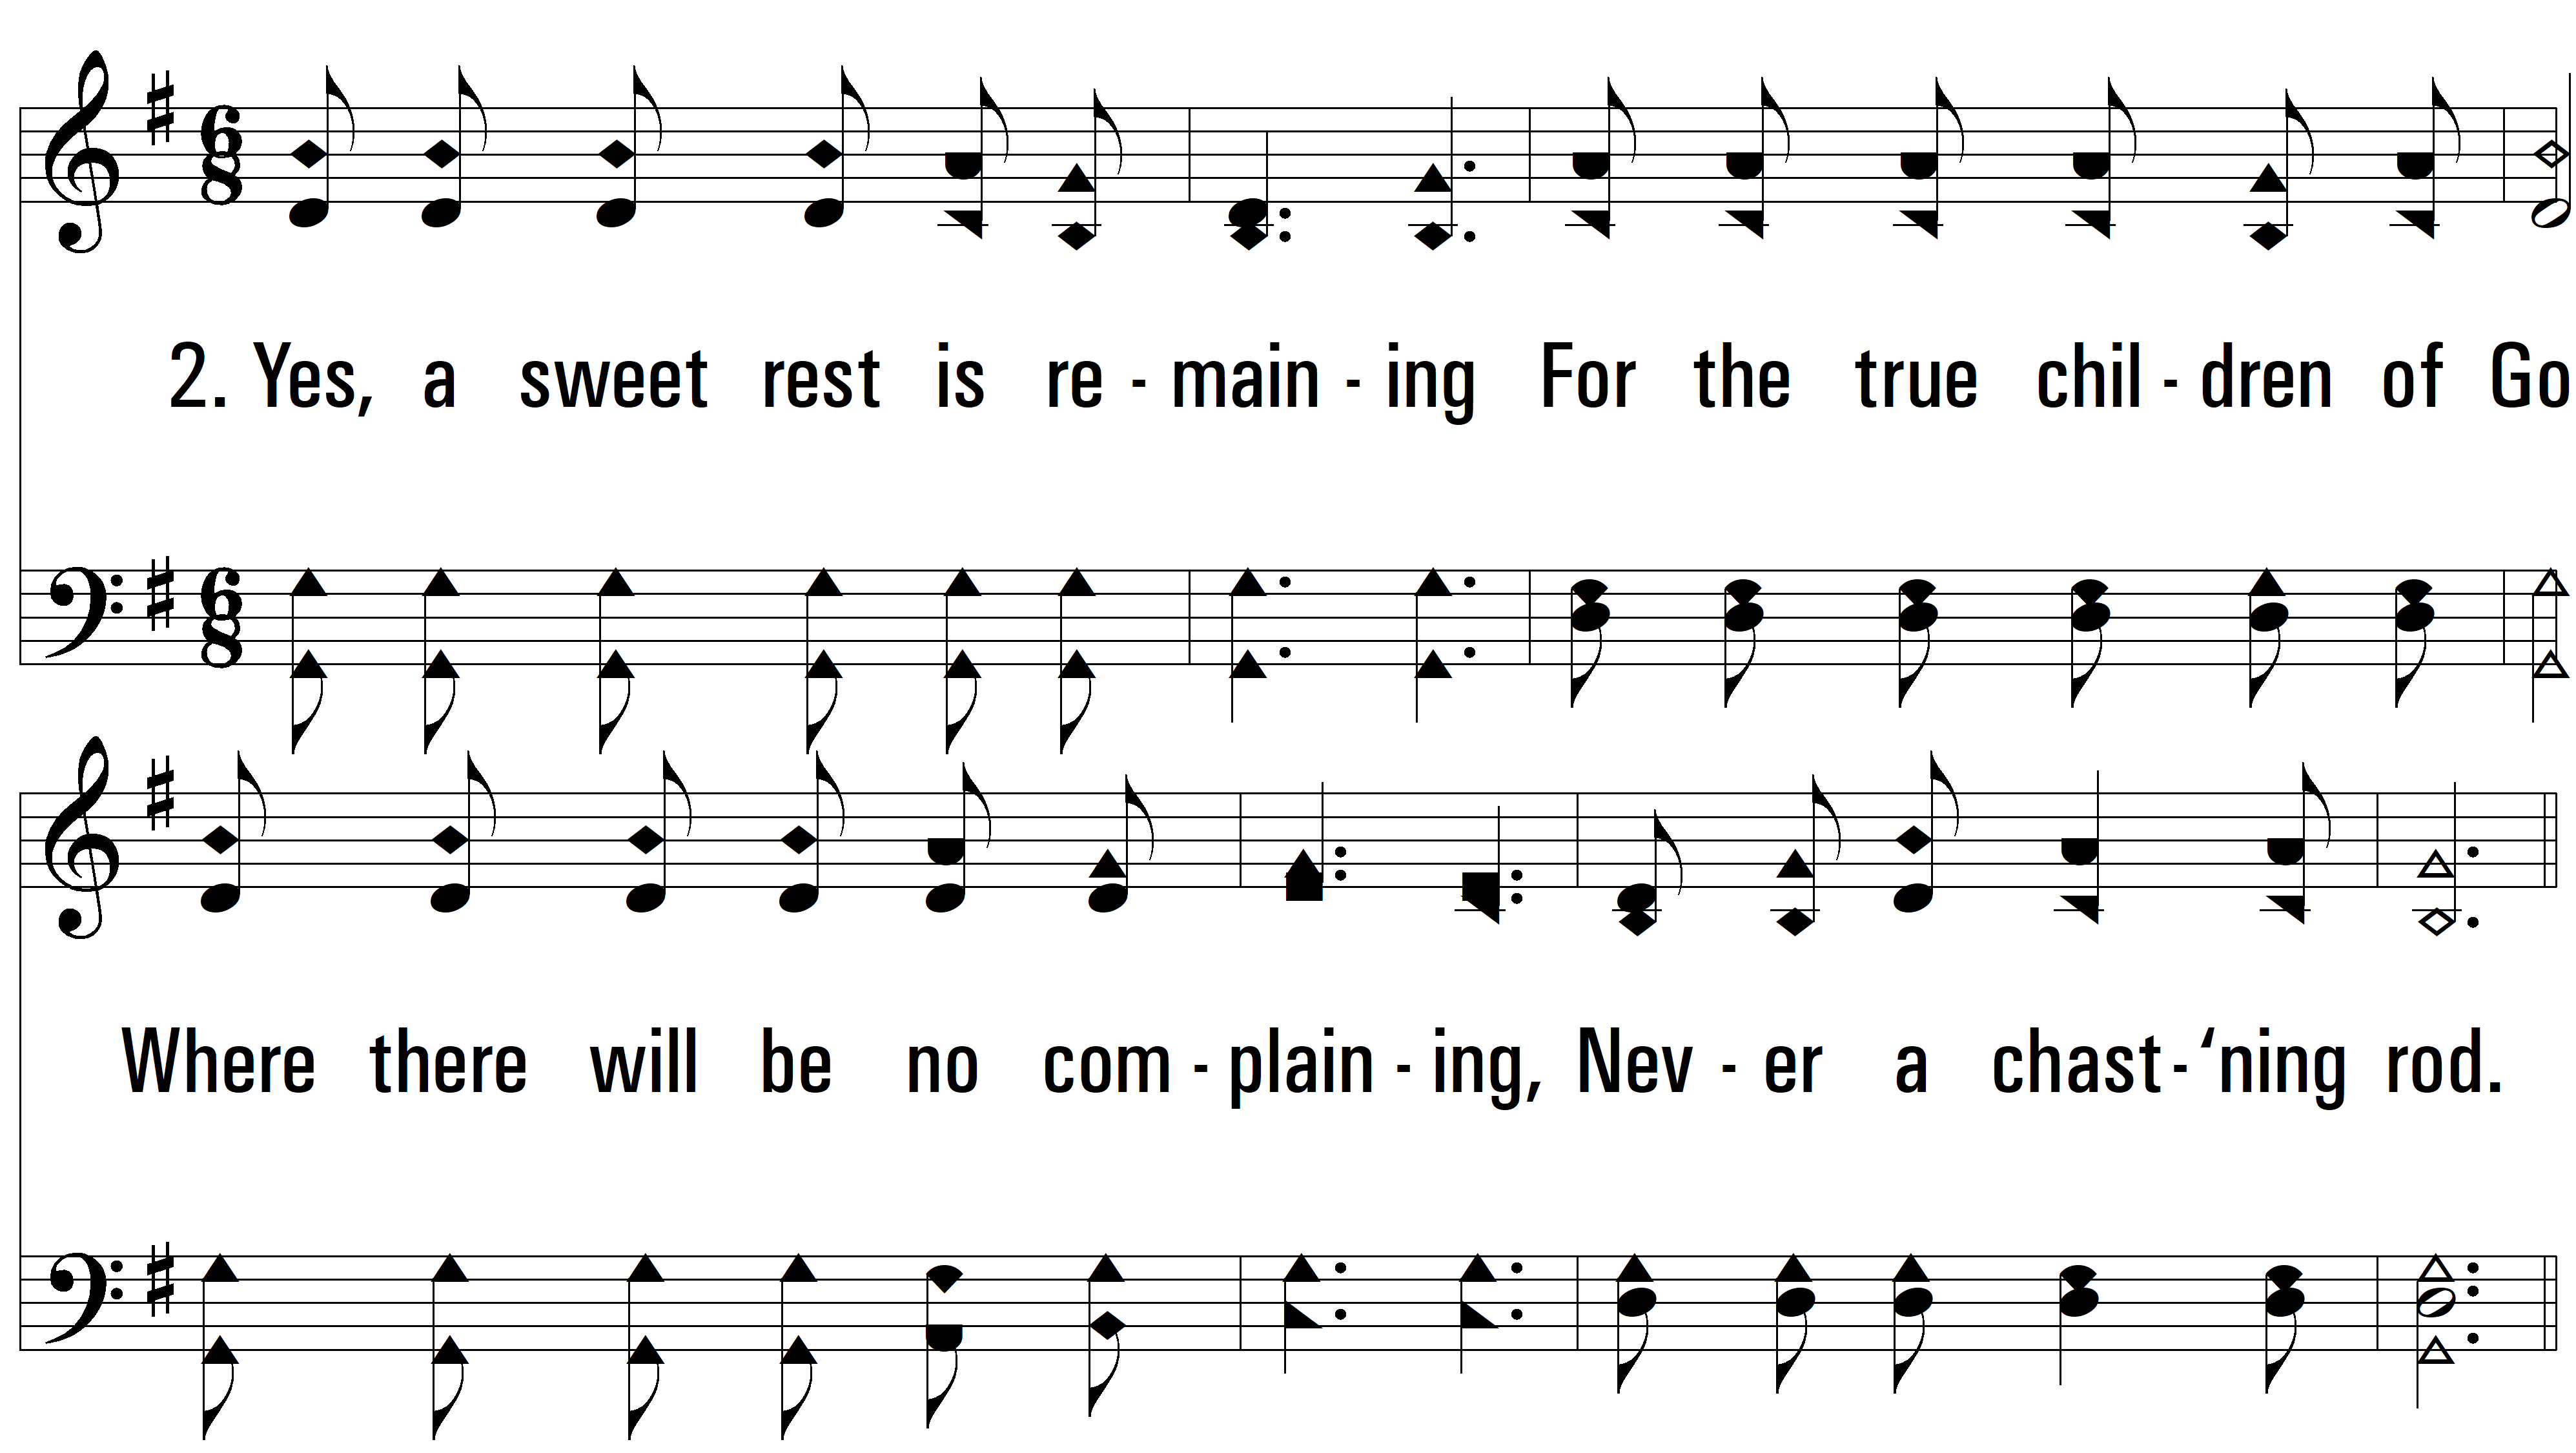 2. Yes, a sweet rest is re - main - ing For the true chil - dren of Go
Where there will be no com - plain - ing, Nev - er a chast - ‘ning rod.